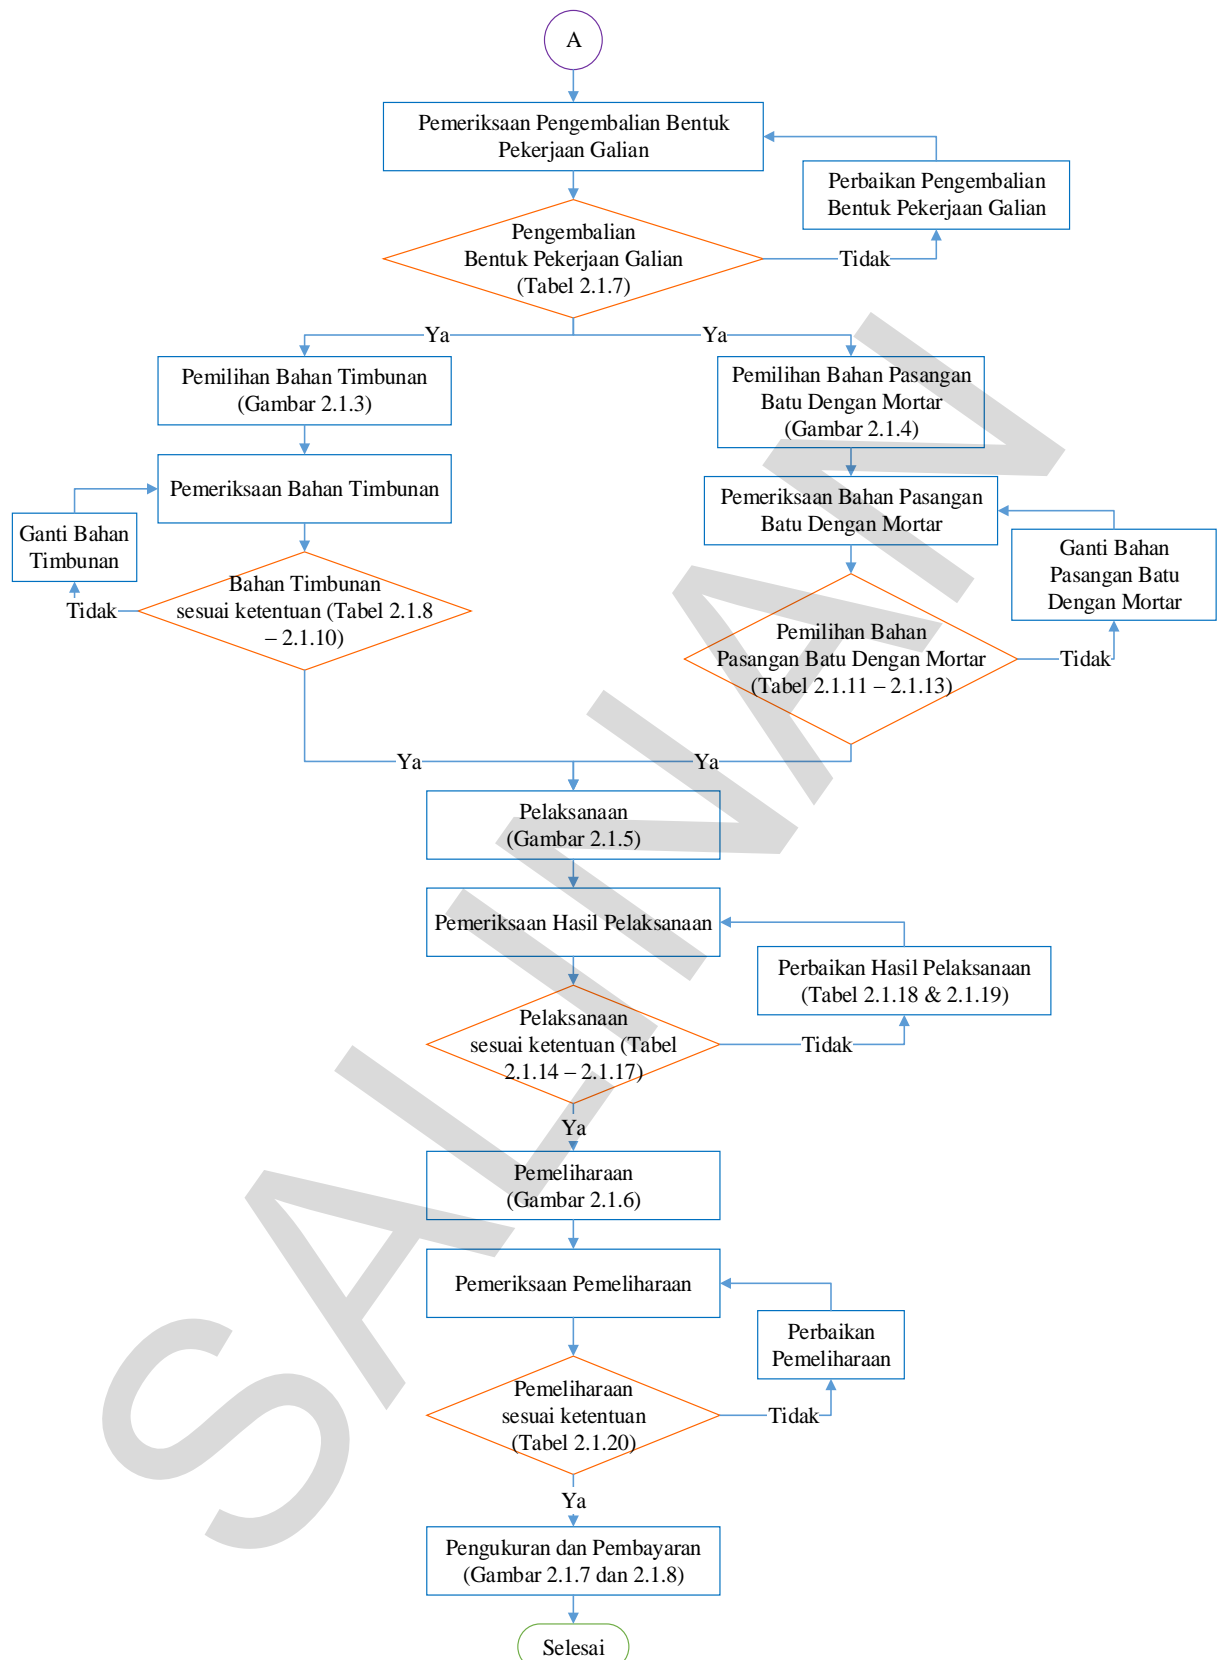 A
Pemeriksaan Pengembalian Bentuk
Pekerjaan Galian
Perbaikan Pengembalian
Bentuk Pekerjaan Galian
Pengembalian
Bentuk Pekerjaan Galian
(Tabel 2.1.7)
Tidak
Ya
Ya
Pemilihan Bahan Timbunan
(Gambar 2.1.3)
Pemilihan Bahan Pasangan
Batu Dengan Mortar
(Gambar 2.1.4)
Pemeriksaan Bahan Timbunan
Pemeriksaan Bahan Pasangan
Batu Dengan Mortar
Ganti Bahan
Timbunan
Ganti Bahan
Pasangan Batu
Dengan Mortar
Bahan Timbunan
sesuai ketentuan (Tabel 2.1.8
– 2.1.10)
Tidak
Pemilihan Bahan
Pasangan Batu Dengan Mortar
(Tabel 2.1.11 – 2.1.13)
Tidak
Ya
Ya
Pelaksanaan
(Gambar 2.1.5)
Pemeriksaan Hasil Pelaksanaan
Perbaikan Hasil Pelaksanaan
(Tabel 2.1.18 & 2.1.19)
Pelaksanaan
sesuai ketentuan (Tabel
2.1.14 – 2.1.17)
Tidak
Ya
Pemeliharaan
(Gambar 2.1.6)
Pemeriksaan Pemeliharaan
Perbaikan
Pemeliharaan
Pemeliharaan
sesuai ketentuan
(Tabel 2.1.20)
Tidak
Ya
Pengukuran dan Pembayaran
(Gambar 2.1.7 dan 2.1.8)
Selesai
SALINAN